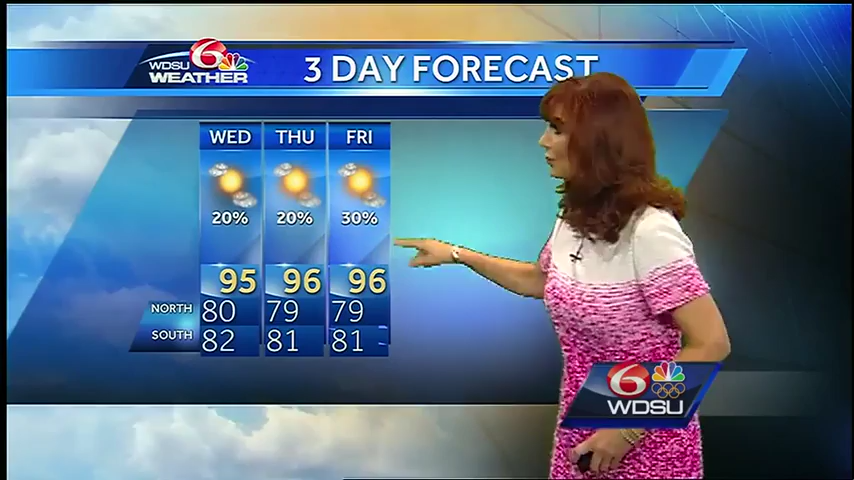 WDSU 6
WEATHER
3 DAY FORECAST
WED THU FRI
20% 20% 30%
95 96 96
NORTH 80 79 79
SOUTH 82 81 81
6
WDSU